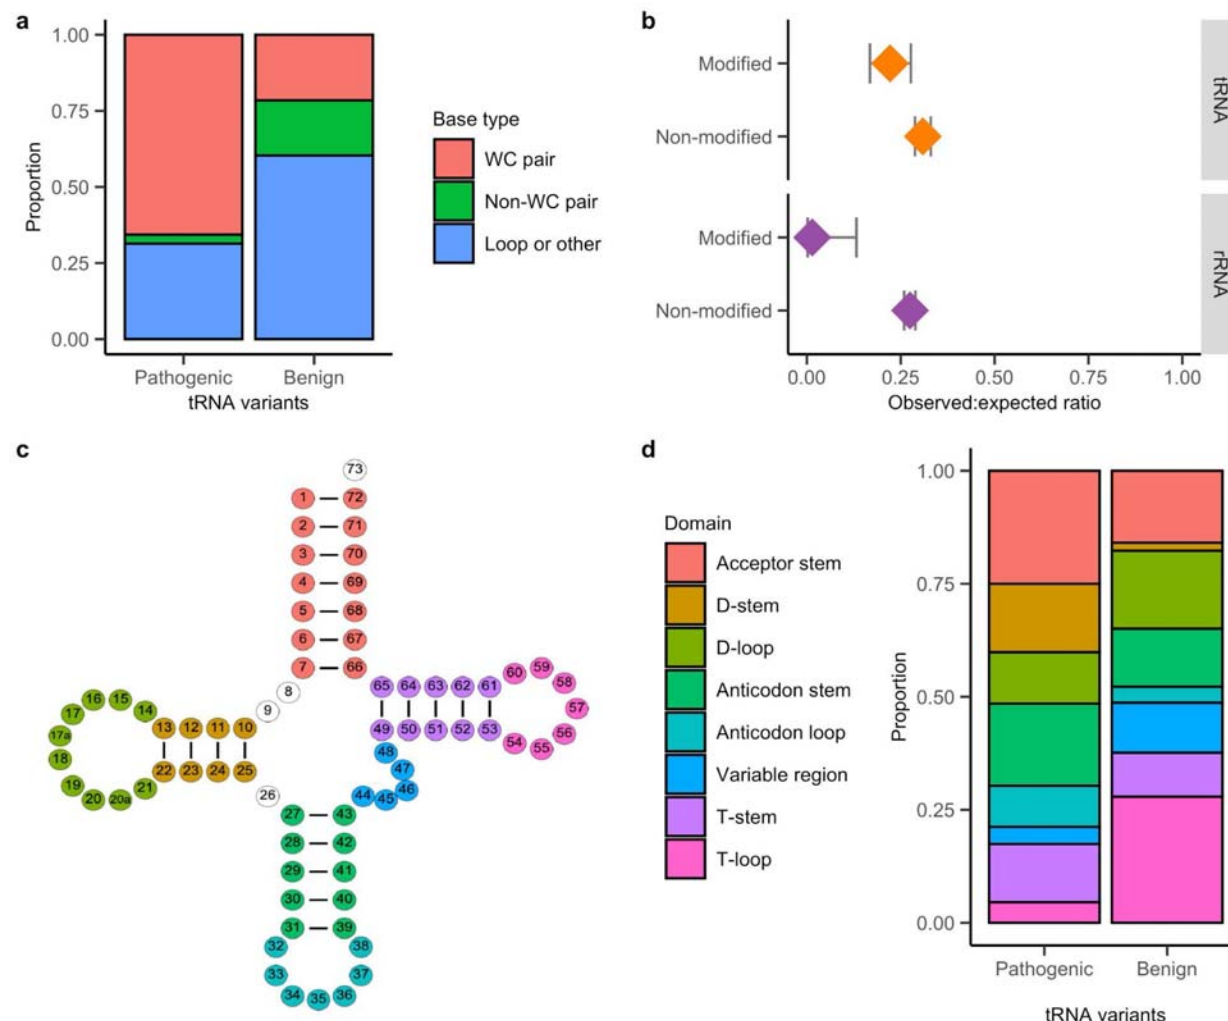 a
1.00
0.75
0.50
0.25
0.00
Proportion
Pathogenic Benign
tRNA variants
Base type
WC pair
Non-WC pair
Loop or other
b
Modified
Non-modified
tRNA
Modified
Non-modified
rRNA
0.00 0.25 0.50 0.75 1.00
Observed:expected ratio
c
73
1 72
2 71
3 70
4 69
5 68
6 67
7 66
8
9
65 64 63 62 61
60 59 58 57 56 55 54
49 50 51 52 53
48
47
46
45
44
17 16 15 14
13 12 11 10
17a
18
22 23 24 25
19 20 20a 21
26
27 43
28 42
29 41
30 40
31 39
32 38
33 37
34 35 36
d
Domain
Acceptor stem
D-stem
D-loop
Anticodon stem
Anticodon loop
Variable region
T-stem
T-loop
1.00
0.75
0.50
0.25
0.00
Proportion
Pathogenic Benign
tRNA variants